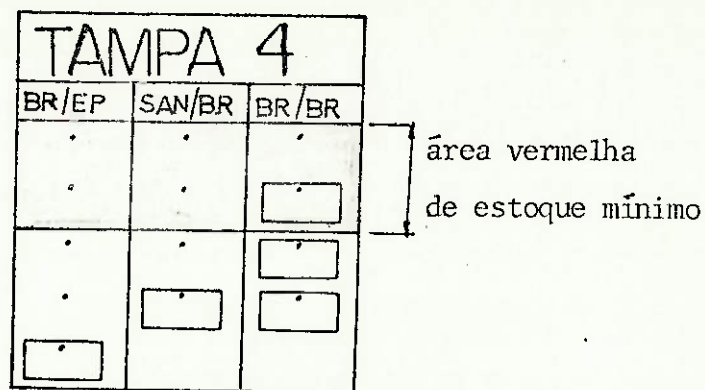 TAMPA 4
BR/EP SAN/BR BR/BR
área vermelha
de estoque mínimo